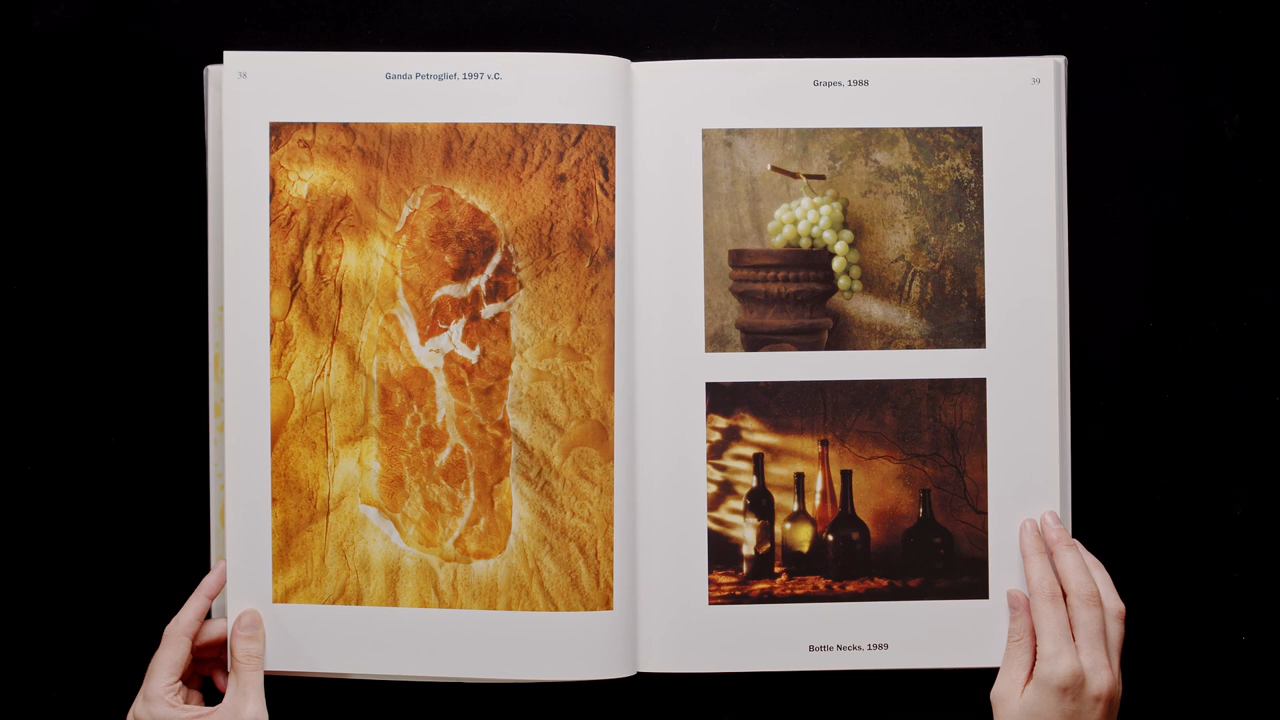 38
Ganda Petroglief, 1997 v.C.
Grapes, 1988
39
Bottle Necks, 1989